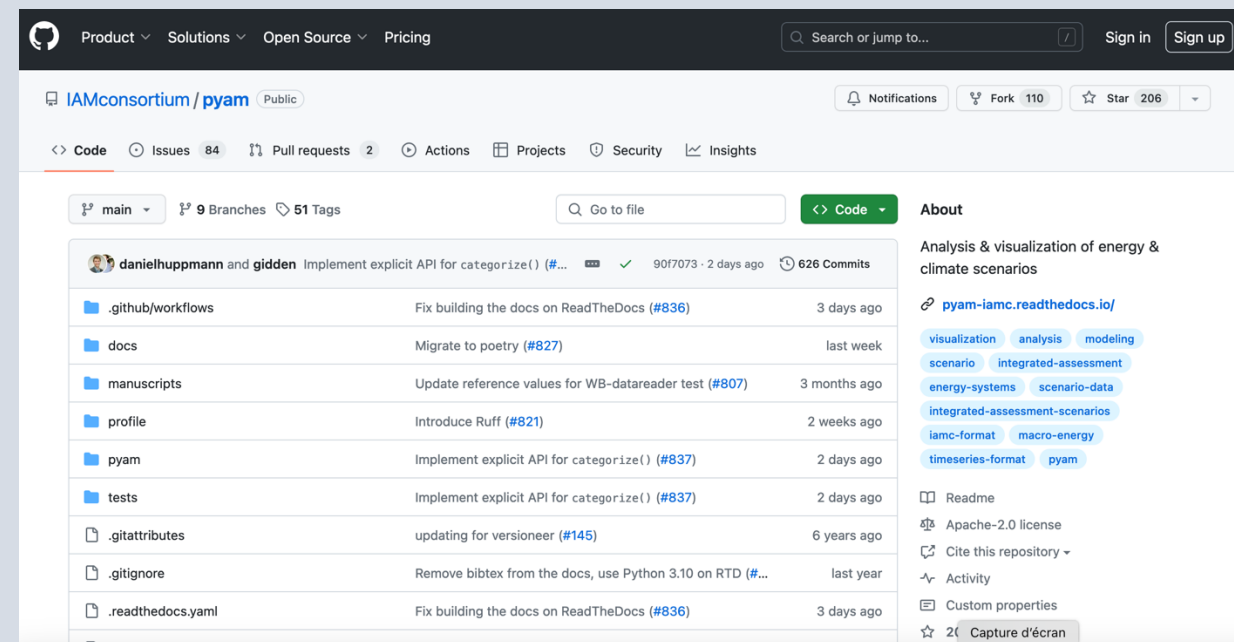 Product Solutions Open Source Pricing Search or jump to... / Sign in Sign up
IAMconsortium / pyam Public Notifications Fork 110 Star 206
<> Code Issues 84 Pull requests 2 Actions Projects Security Insights
main 9 Branches 51 Tags Go to file <> Code About
Analysis & visualization of energy &
climate scenarios
danielhuppmann and gidden Implement explicit API for categorize() (#... 90f7073 · 2 days ago 626 Commits
.github/workflows Fix building the docs on ReadTheDocs (#836) 3 days ago
docs Migrate to poetry (#827) last week
manuscripts Update reference values for WB-datareader test (#807) 3 months ago
profile Introduce Ruff (#821) 2 weeks ago
pyam Implement explicit API for categorize() (#837) 2 days ago
tests Implement explicit API for categorize() (#837) 2 days ago
.gitattributes updating for versioneer (#145) 6 years ago
.gitignore Remove bibtex from the docs, use Python 3.10 on RTD (#... last year
.readthedocs.yaml Fix building the docs on ReadTheDocs (#836) 3 days ago
pyam-iamc.readthedocs.io/
visualization analysis modeling
scenario integrated-assessment
energy-systems scenario-data
integrated-assessment-scenarios
iamc-format macro-energy
timeseries-format pyam
Readme
Apache-2.0 license
Cite this repository
Activity
Custom properties
Capture d'écran